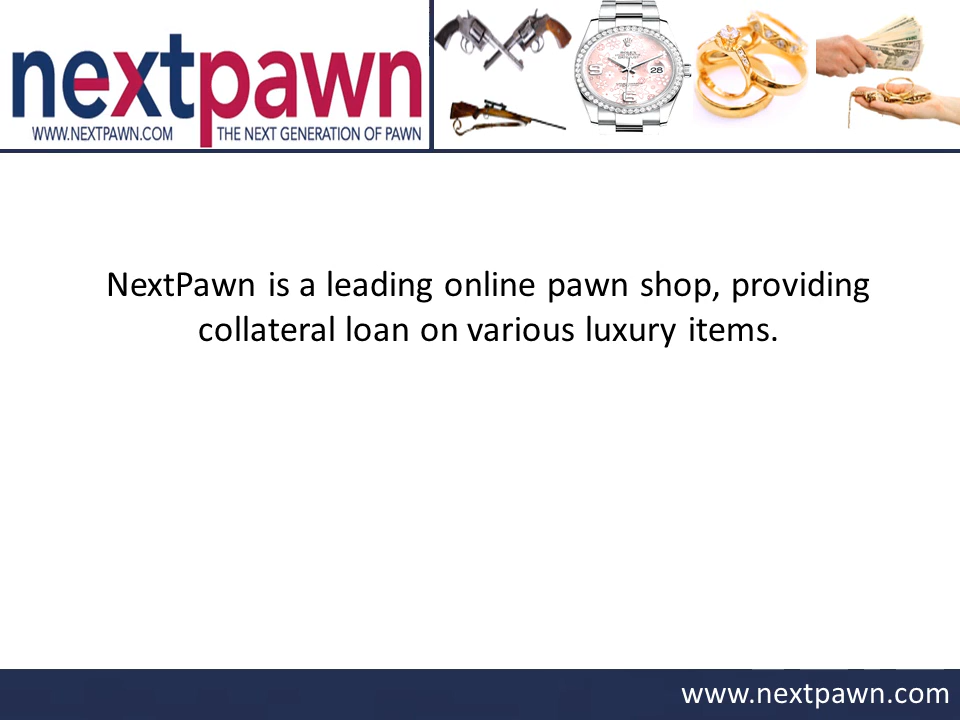 nextpawn
WWW.NEXTPAWN.COM THE NEXT GENERATION OF PAWN
NextPawn is a leading online pawn shop, providing
collateral loan on various luxury items.
www.nextpawn.com